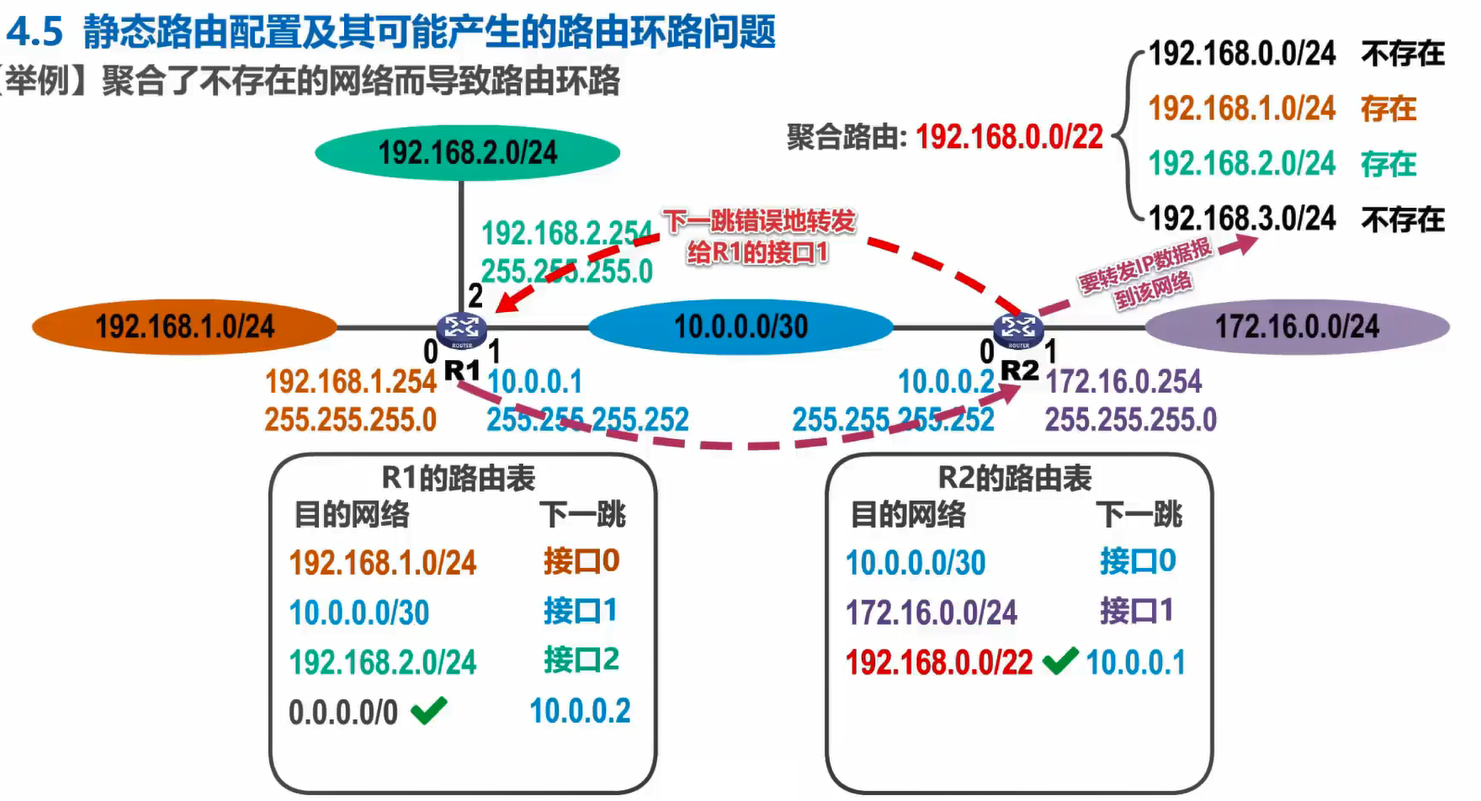 4.5 静态路由配置及其可能产生的路由环路问题
【举例】聚合了不存在的网络而导致路由环路
聚合路由: 192.168.0.0/22
192.168.0.0/24 不存在
192.168.1.0/24 存在
192.168.2.0/24 存在
192.168.3.0/24 不存在
192.168.2.0/24
192.168.2.254
255.255.255.0
下一跳错误地转发
给R1的接口1
要转发IP数据报
到该网络
192.168.1.0/24
2
ROUTER
0
1
R1
10.0.0.0/30
ROUTER
0
1
R2
172.16.0.0/24
192.168.1.254
255.255.255.0
10.0.0.1
255.255.255.252
10.0.0.2
255.255.255.252
172.16.0.254
255.255.255.0
R1的路由表
目的网络 下一跳
192.168.1.0/24 接口0
10.0.0.0/30 接口1
192.168.2.0/24 接口2
0.0.0.0/0 10.0.0.2
R2的路由表
目的网络 下一跳
10.0.0.0/30 接口0
172.16.0.0/24 接口1
192.168.0.0/22 10.0.0.1